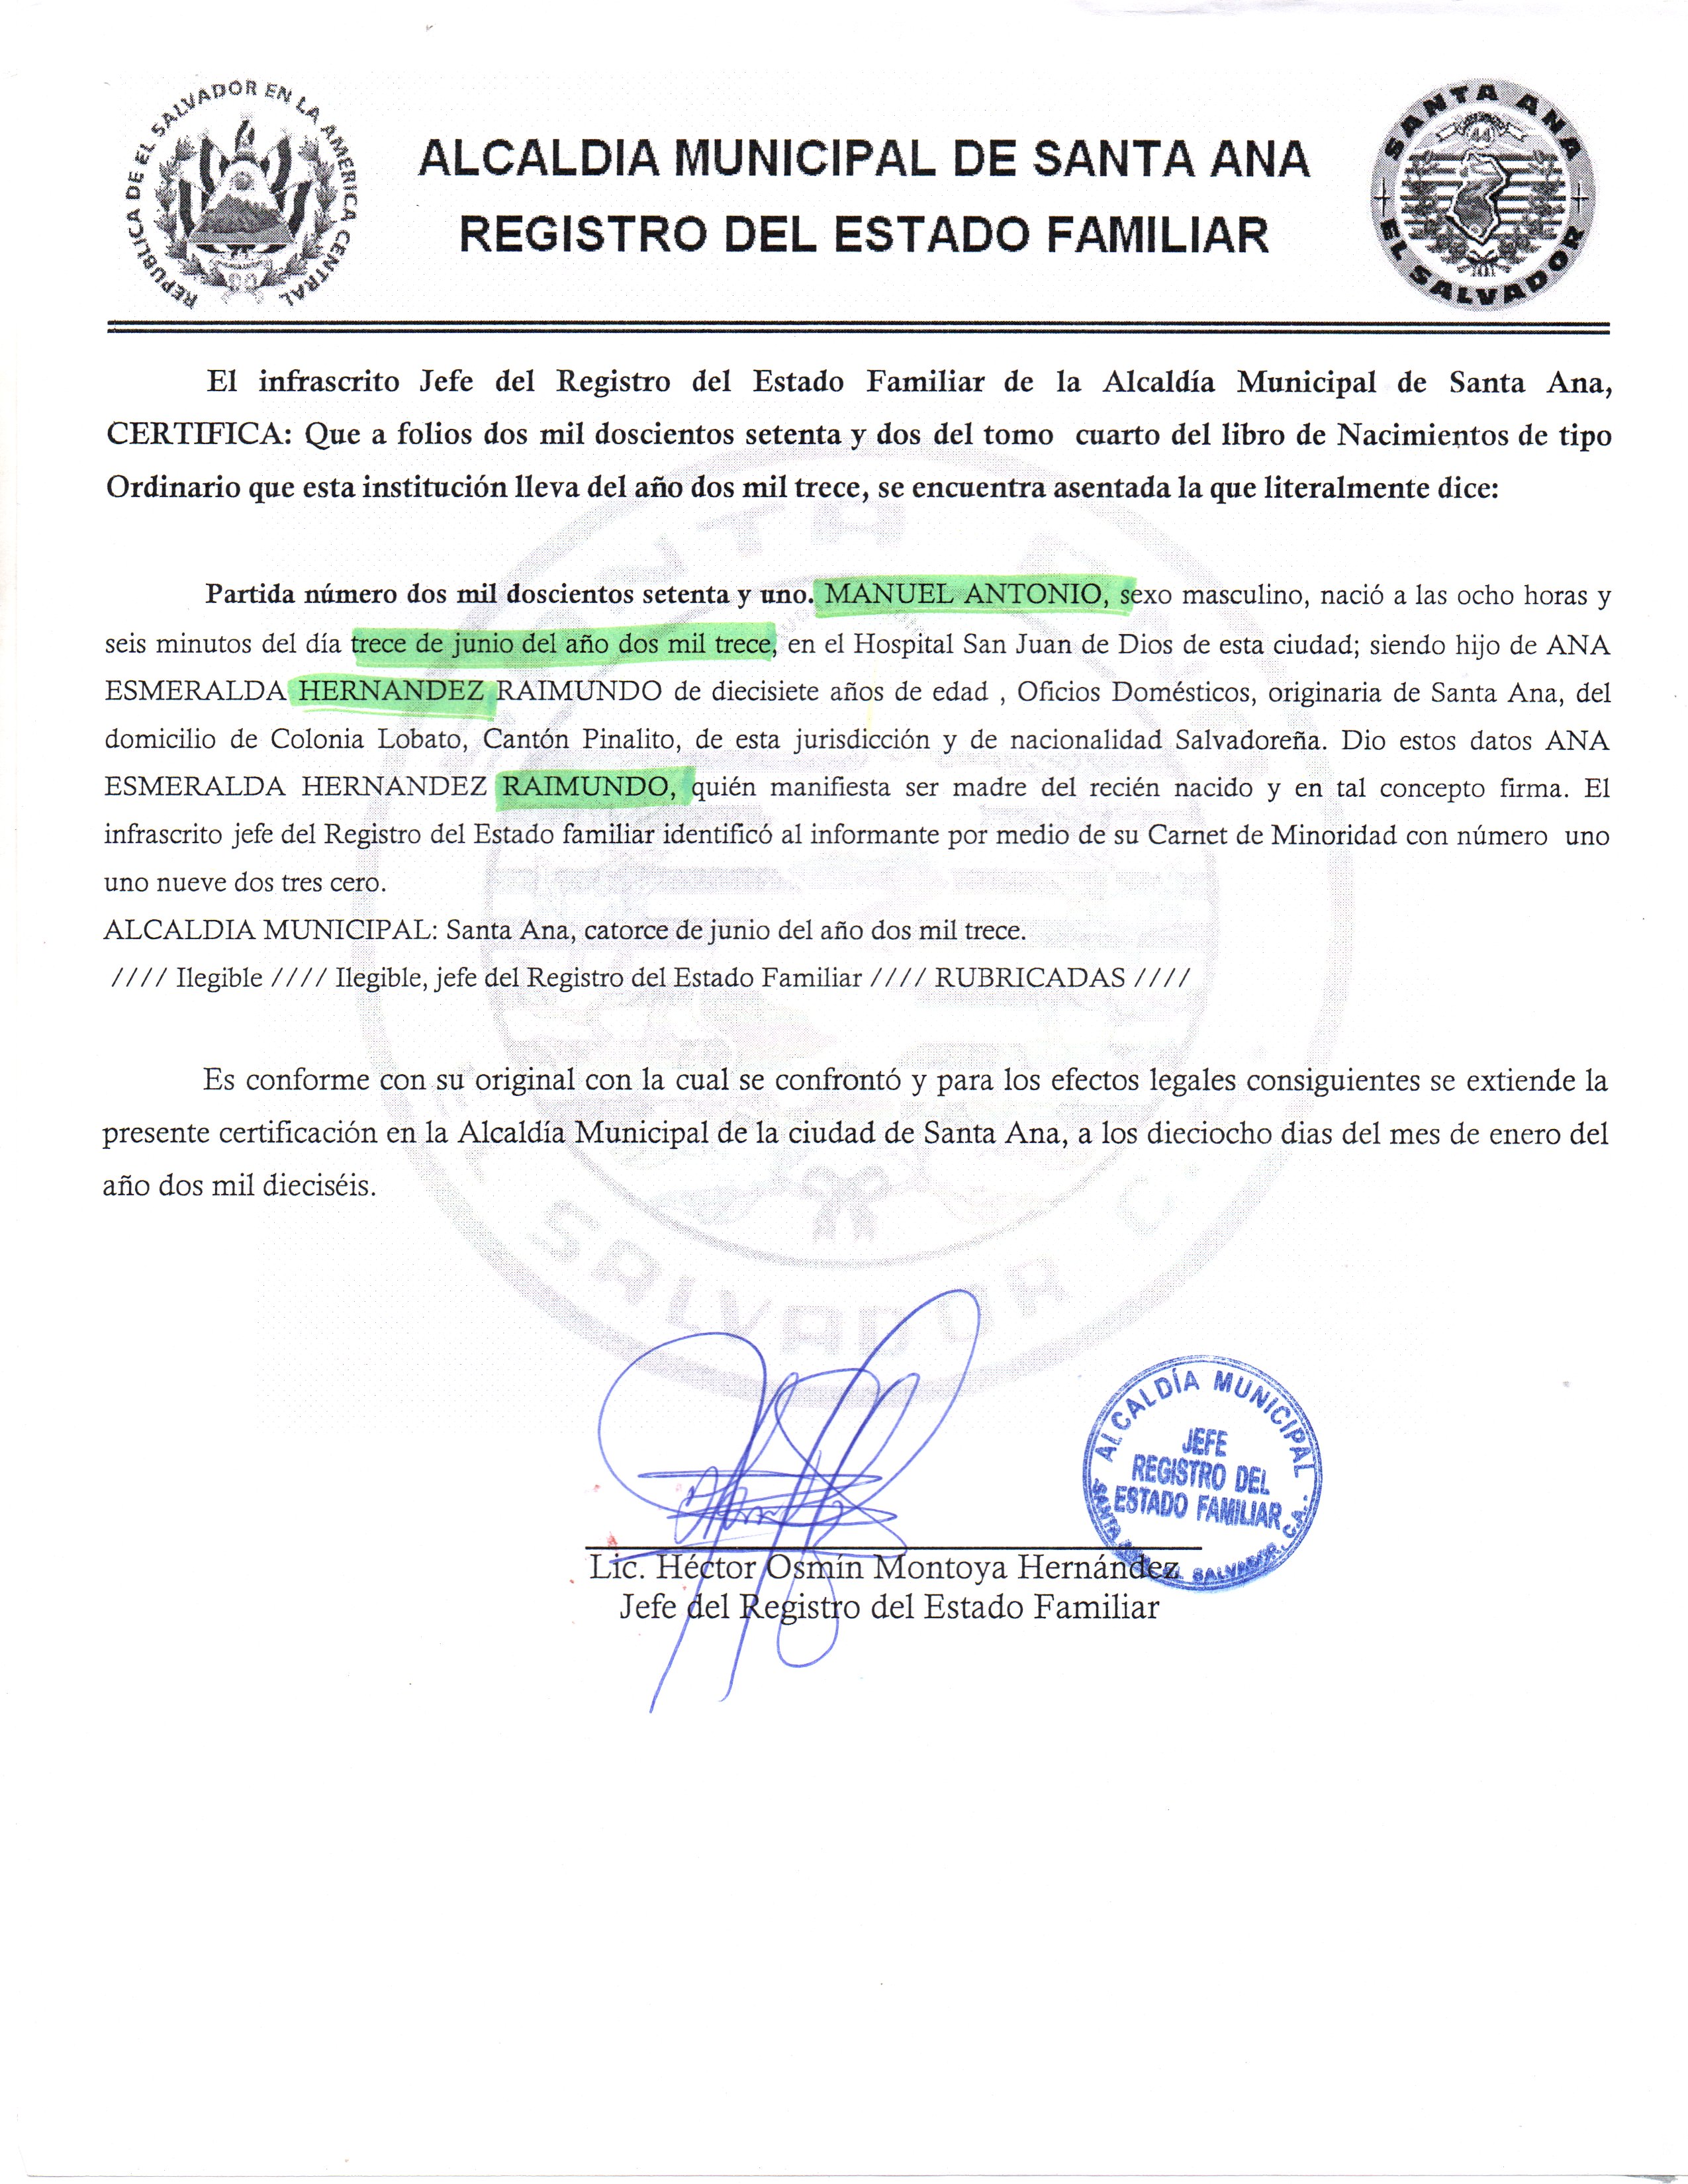 REPUBLICA DE EL SALVADOR EN LA AMERICA CENTRAL
SANTA ANA
EL SALVADOR
ALCALDIA MUNICIPAL DE SANTA ANA
REGISTRO DEL ESTADO FAMILIAR
El infrascrito Jefe del Registro del Estado Familiar de la Alcaldía Municipal de Santa Ana,
CERTIFICA: Que a folios dos mil doscientos setenta y dos del tomo cuarto del libro de Nacimientos de tipo
Ordinario que esta institución lleva del año dos mil trece, se encuentra asentada la que literalmente dice:
Partida número dos mil doscientos setenta y uno. MANUEL ANTONIO, sexo masculino, nació a las ocho horas y
seis minutos del día trece de junio del año dos mil trece, en el Hospital San Juan de Dios de esta ciudad; siendo hijo de ANA
ESMERALDA HERNANDEZ RAIMUNDO de diecisiete años de edad , Oficios Domésticos, originaria de Santa Ana, del
domicilio de Colonia Lobato, Cantón Pinalito, de esta jurisdicción y de nacionalidad Salvadoreña. Dio estos datos ANA
ESMERALDA HERNANDEZ RAIMUNDO, quién manifiesta ser madre del recién nacido y en tal concepto firma. El
infrascrito jefe del Registro del Estado familiar identificó al informante por medio de su Carnet de Minoridad con número uno
uno nueve dos tres cero.
ALCALDIA MUNICIPAL: Santa Ana, catorce de junio del año dos mil trece.
//// Ilegible //// Ilegible, jefe del Registro del Estado Familiar //// RUBRICADAS ////
Es conforme con su original con la cual se confrontó y para los efectos legales consiguientes se extiende la
presente certificación en la Alcaldía Municipal de la ciudad de Santa Ana, a los dieciocho dias del mes de enero del
año dos mil dieciséis.
ALCALDÍA MUNICIPAL
JEFE
REGISTRO DEL
ESTADO FAMILIAR
SANTA ANA, EL SALVADOR, C.A.
Lic. Héctor Osmín Montoya Hernández
Jefe del Registro del Estado Familiar